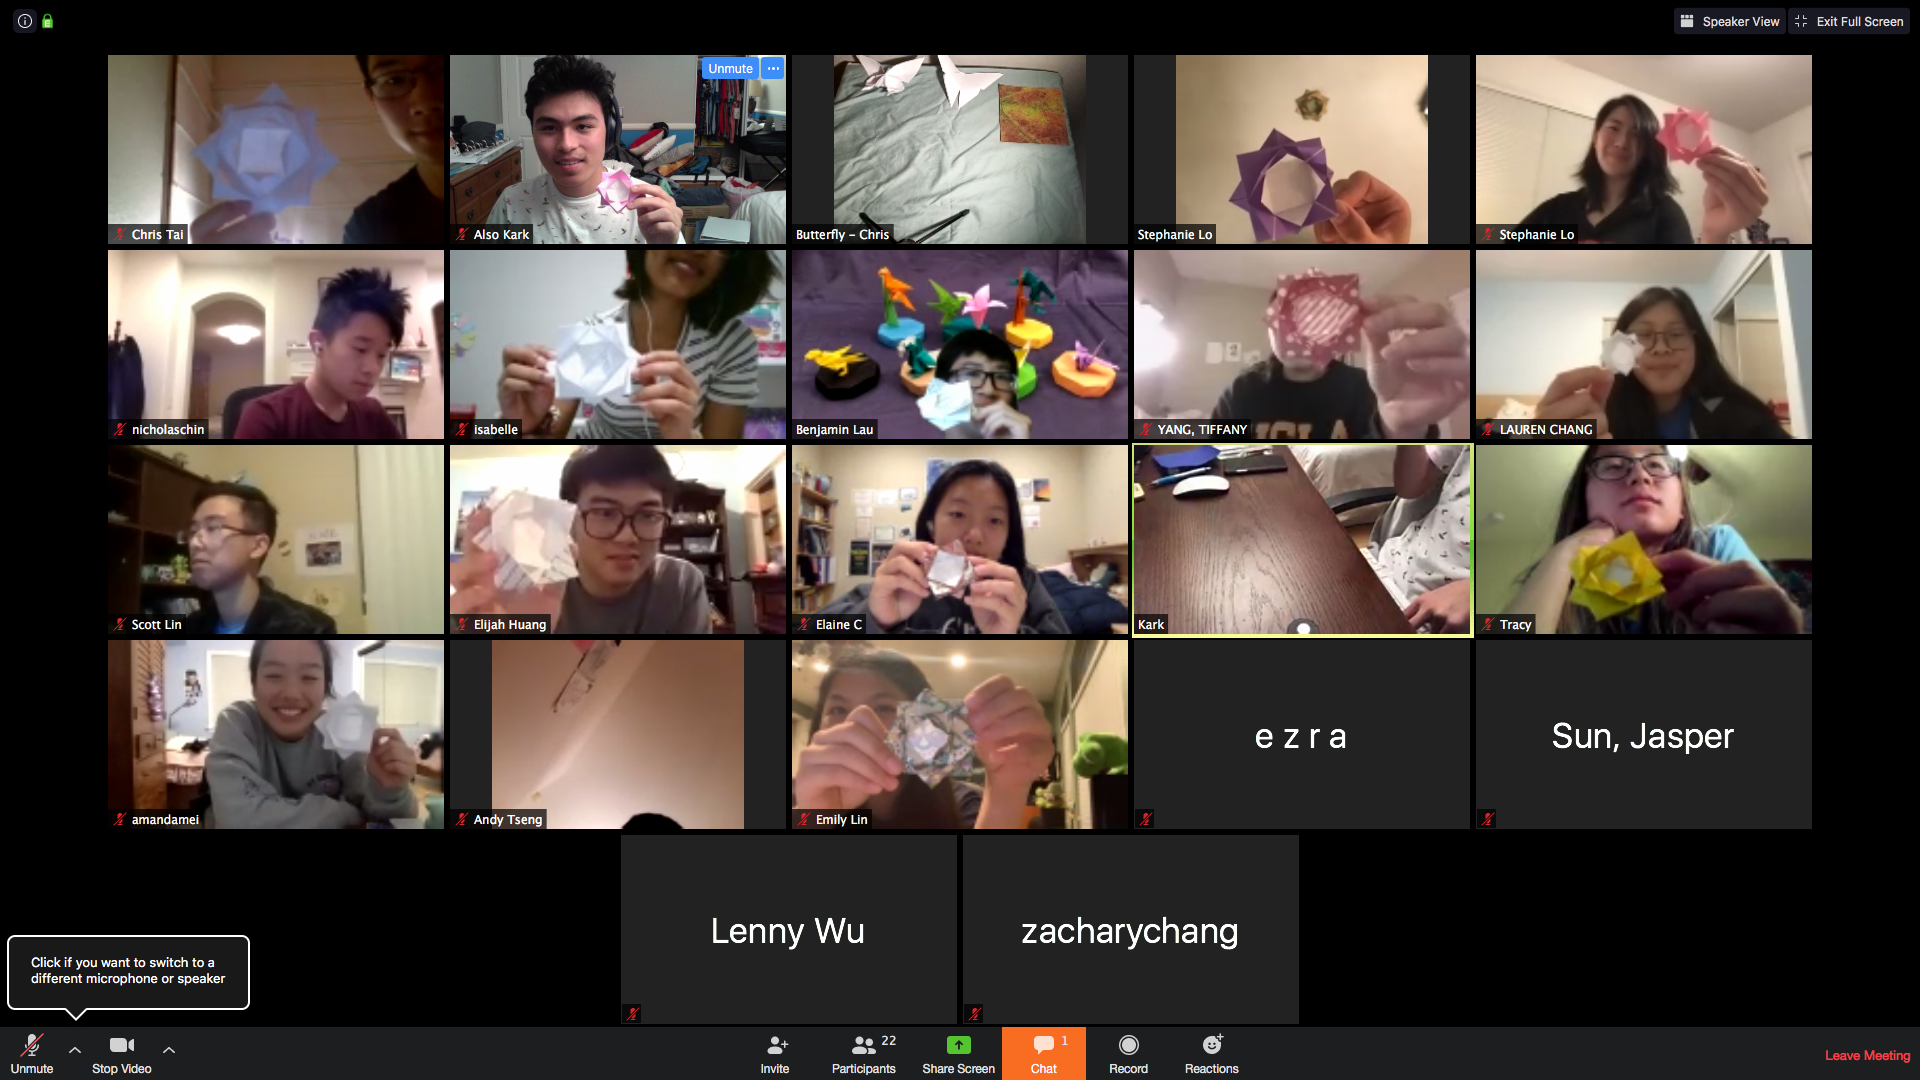 Speaker View
Exit Full Screen
Chris Tai
Unmute
Also Kark
Butterfly – Chris
Stephanie Lo
Stephanie Lo
nicholaschin
isabelle
Benjamin Lau
YANG, TIFFANY
LAUREN CHANG
Scott Lin
Elijah Huang
Elaine C
Kark
Tracy
amandamei
Andy Tseng
Emily Lin
e z r a
Sun, Jasper
Lenny Wu
zacharychang
Click if you want to switch to a
different microphone or speaker
Unmute
Stop Video
Invite
22
Participants
Share Screen
1
Chat
Record
Reactions
Leave Meeting